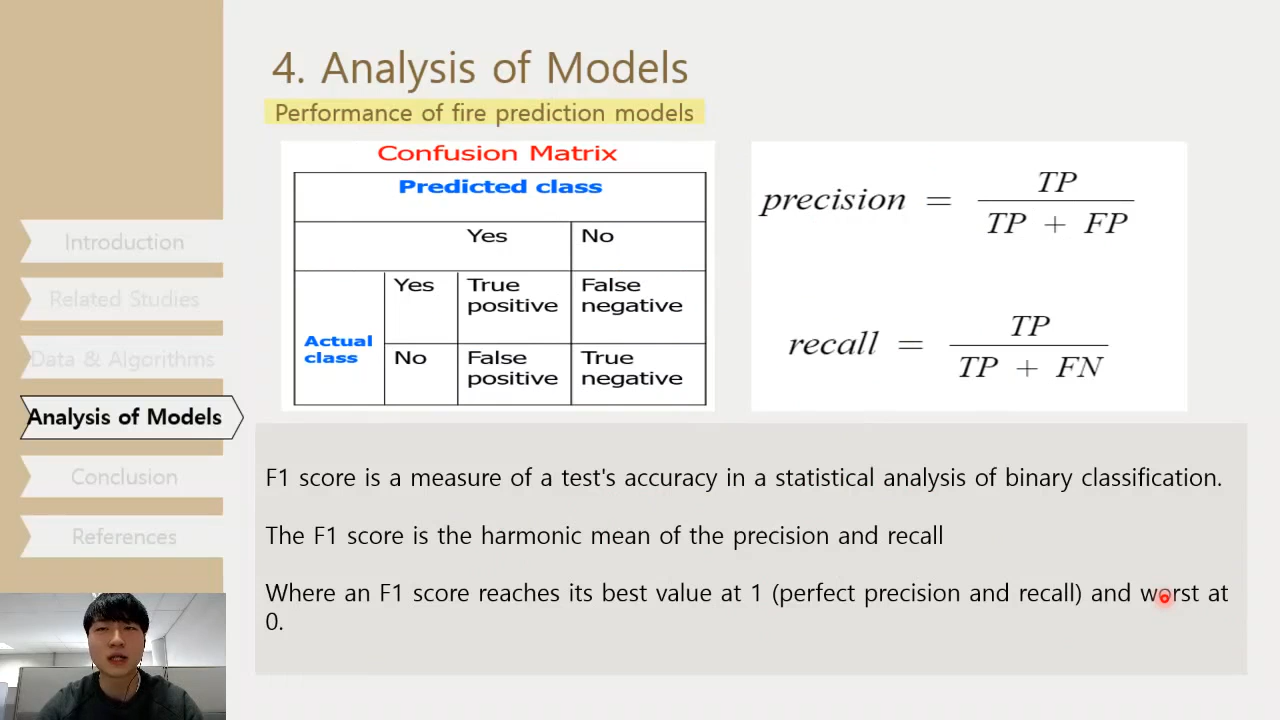 4. Analysis of Models
Performance of fire prediction models
Introduction
Related Studies
Data & Algorithms
Analysis of Models
Conclusion
References
Confusion Matrix
Predicted class
Yes No
Yes True positive False negative
Actual class
No False positive True negative
precision = TP / TP + FP
recall = TP / TP + FN
F1 score is a measure of a test's accuracy in a statistical analysis of binary classification.
The F1 score is the harmonic mean of the precision and recall
Where an F1 score reaches its best value at 1 (perfect precision and recall) and worst at
0.